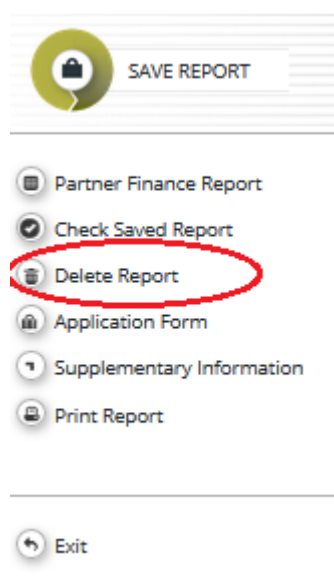 SAVE REPORT
Partner Finance Report
Check Saved Report
Delete Report
Application Form
Supplementary Information
Print Report
Exit